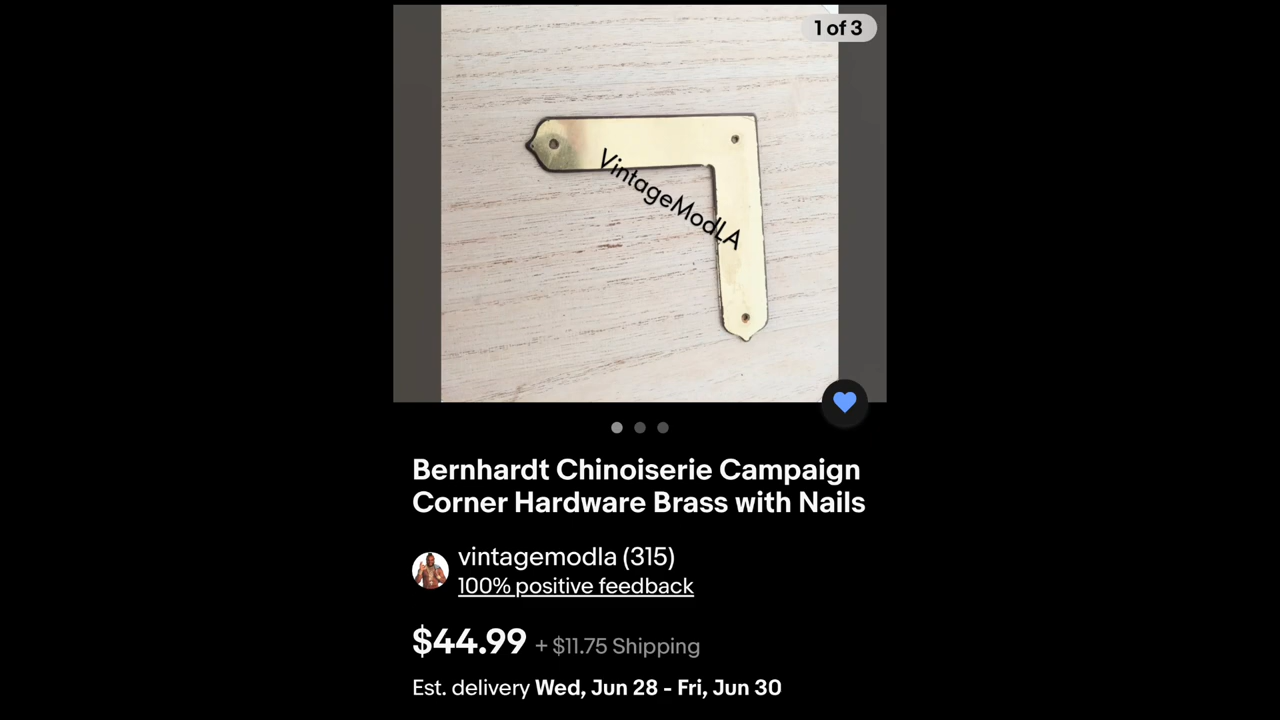 1 of 3
VintageModLA
Bernhardt Chinoiserie Campaign
Corner Hardware Brass with Nails
vintagemodla (315)
100% positive feedback
$44.99 + $11.75 Shipping
Est. delivery Wed, Jun 28 - Fri, Jun 30